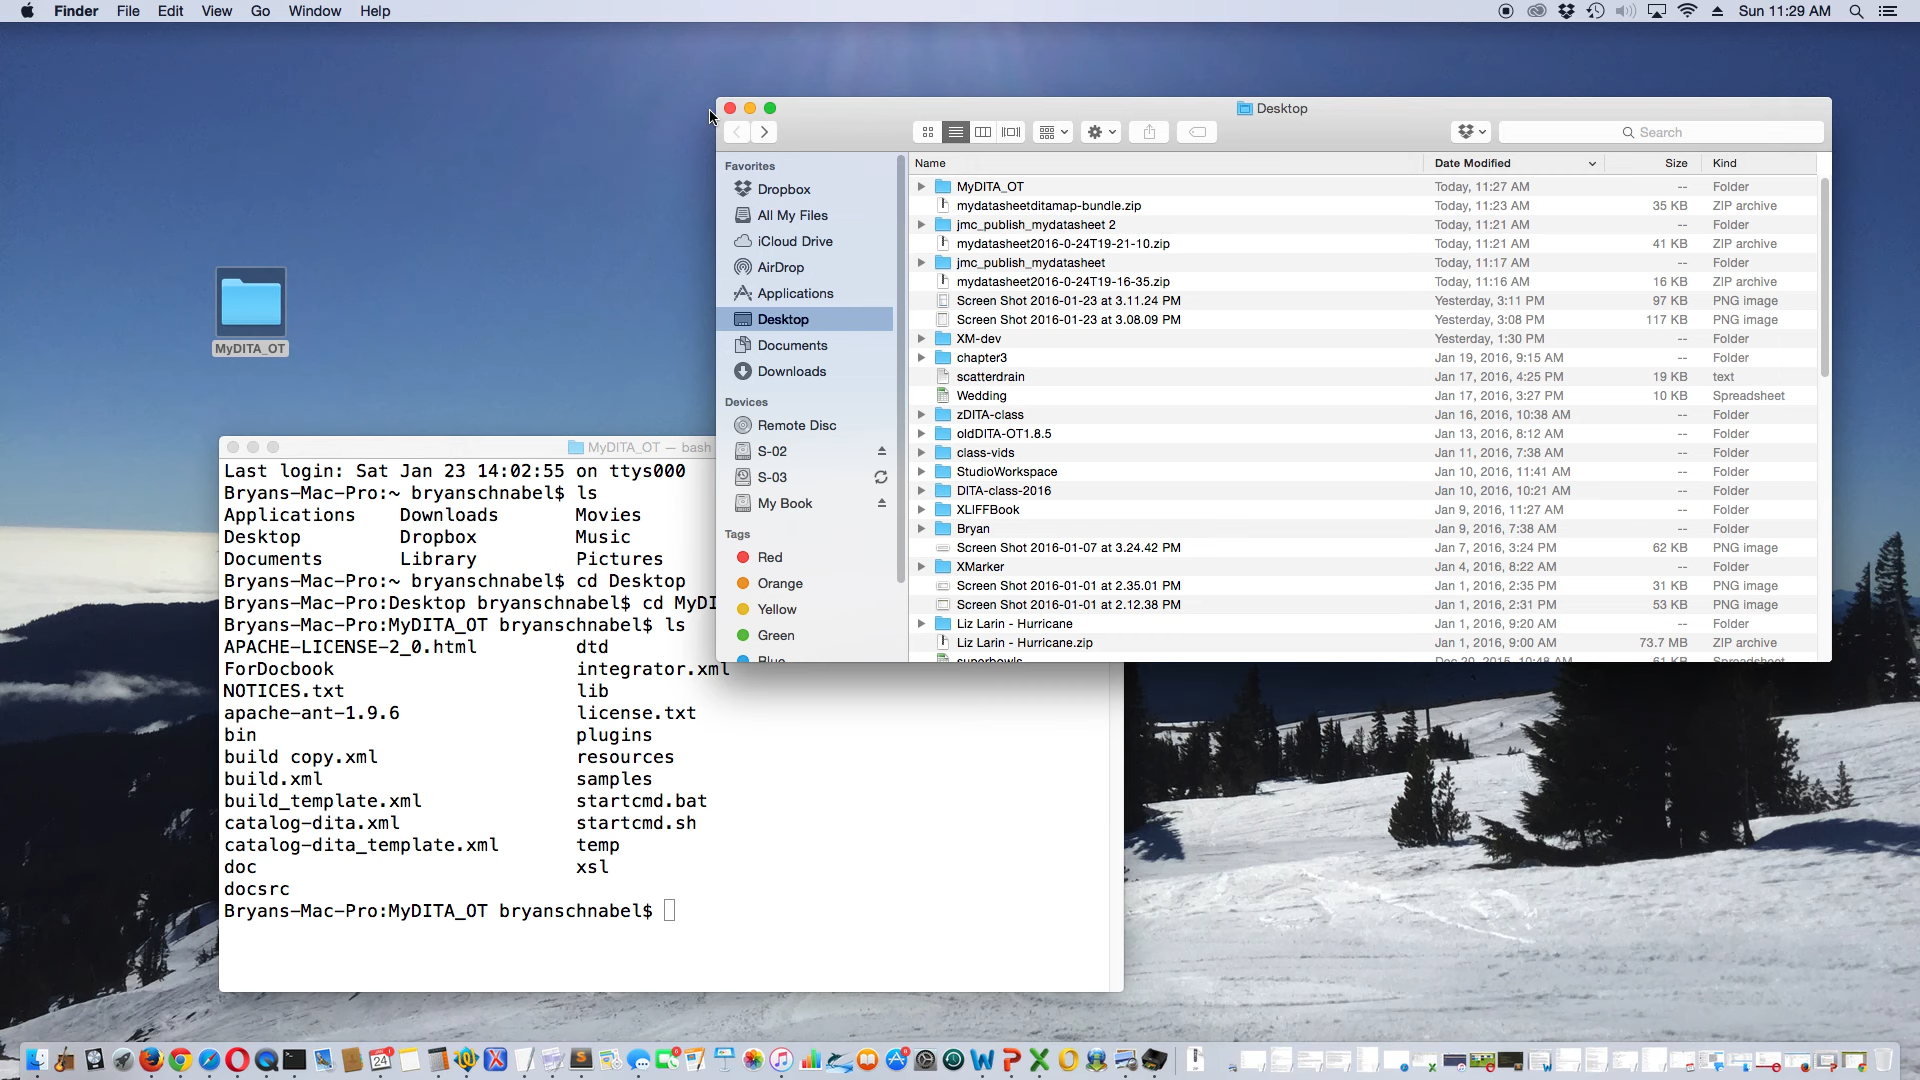 Finder File Edit View Go Window Help
Sun 11:29 AM
Desktop
Search
Favorites
Dropbox
All My Files
iCloud Drive
AirDrop
Applications
Desktop
Documents
Downloads
Devices
Remote Disc
S-02
S-03
My Book
Tags
Red
Orange
Yellow
Green
Blue
Name Date Modified Size Kind
MyDITA_OT Today, 11:27 AM -- Folder
mydatasheetditamap-bundle.zip Today, 11:23 AM 35 KB ZIP archive
jmc_publish_mydatasheet 2 Today, 11:21 AM -- Folder
mydatasheet2016-0-24T19-21-10.zip Today, 11:21 AM 41 KB ZIP archive
jmc_publish_mydatasheet Today, 11:17 AM -- Folder
mydatasheet2016-0-24T19-16-35.zip Today, 11:16 AM 16 KB ZIP archive
Screen Shot 2016-01-23 at 3.11.24 PM Yesterday, 3:11 PM 97 KB PNG image
Screen Shot 2016-01-23 at 3.08.09 PM Yesterday, 3:08 PM 117 KB PNG image
XM-dev Yesterday, 1:30 PM -- Folder
chapter3 Jan 19, 2016, 9:15 AM -- Folder
scatterdrain Jan 17, 2016, 4:25 PM 19 KB text
Wedding Jan 17, 2016, 3:27 PM 10 KB Spreadsheet
zDITA-class Jan 16, 2016, 10:38 AM -- Folder
oldDITA-OT1.8.5 Jan 13, 2016, 8:12 AM -- Folder
class-vids Jan 11, 2016, 7:38 AM -- Folder
StudioWorkspace Jan 10, 2016, 11:41 AM -- Folder
DITA-class-2016 Jan 10, 2016, 10:21 AM -- Folder
XLIFFBook Jan 9, 2016, 11:27 AM -- Folder
Bryan Jan 9, 2016, 7:38 AM -- Folder
Screen Shot 2016-01-07 at 3.24.42 PM Jan 7, 2016, 3:24 PM 62 KB PNG image
XMarker Jan 4, 2016, 8:22 AM -- Folder
Screen Shot 2016-01-01 at 2.35.01 PM Jan 1, 2016, 2:35 PM 31 KB PNG image
Screen Shot 2016-01-01 at 2.12.38 PM Jan 1, 2016, 2:31 PM 53 KB PNG image
Liz Larin - Hurricane Jan 1, 2016, 9:20 AM -- Folder
Liz Larin - Hurricane.zip Jan 1, 2016, 9:00 AM 73.7 MB ZIP archive
superbowls Dec 20, 2015, 10:48 AM 61 KB Spreadsheet
MyDITA_OT
MyDITA_OT — bash
Last login: Sat Jan 23 14:02:55 on ttys000
Bryans-Mac-Pro:~ bryanschnabel$ ls
Applications Downloads Movies
Desktop Dropbox Music
Documents Library Pictures
Bryans-Mac-Pro:~ bryanschnabel$ cd Desktop
Bryans-Mac-Pro:Desktop bryanschnabel$ cd MyDI
Bryans-Mac-Pro:MyDITA_OT bryanschnabel$ ls
APACHE-LICENSE-2_0.html dtd
ForDocbook integrator.xml
NOTICES.txt lib
apache-ant-1.9.6 license.txt
bin plugins
build copy.xml resources
build.xml samples
build_template.xml startcmd.bat
catalog-dita.xml startcmd.sh
catalog-dita_template.xml temp
doc xsl
docsrc
Bryans-Mac-Pro:MyDITA_OT bryanschnabel$